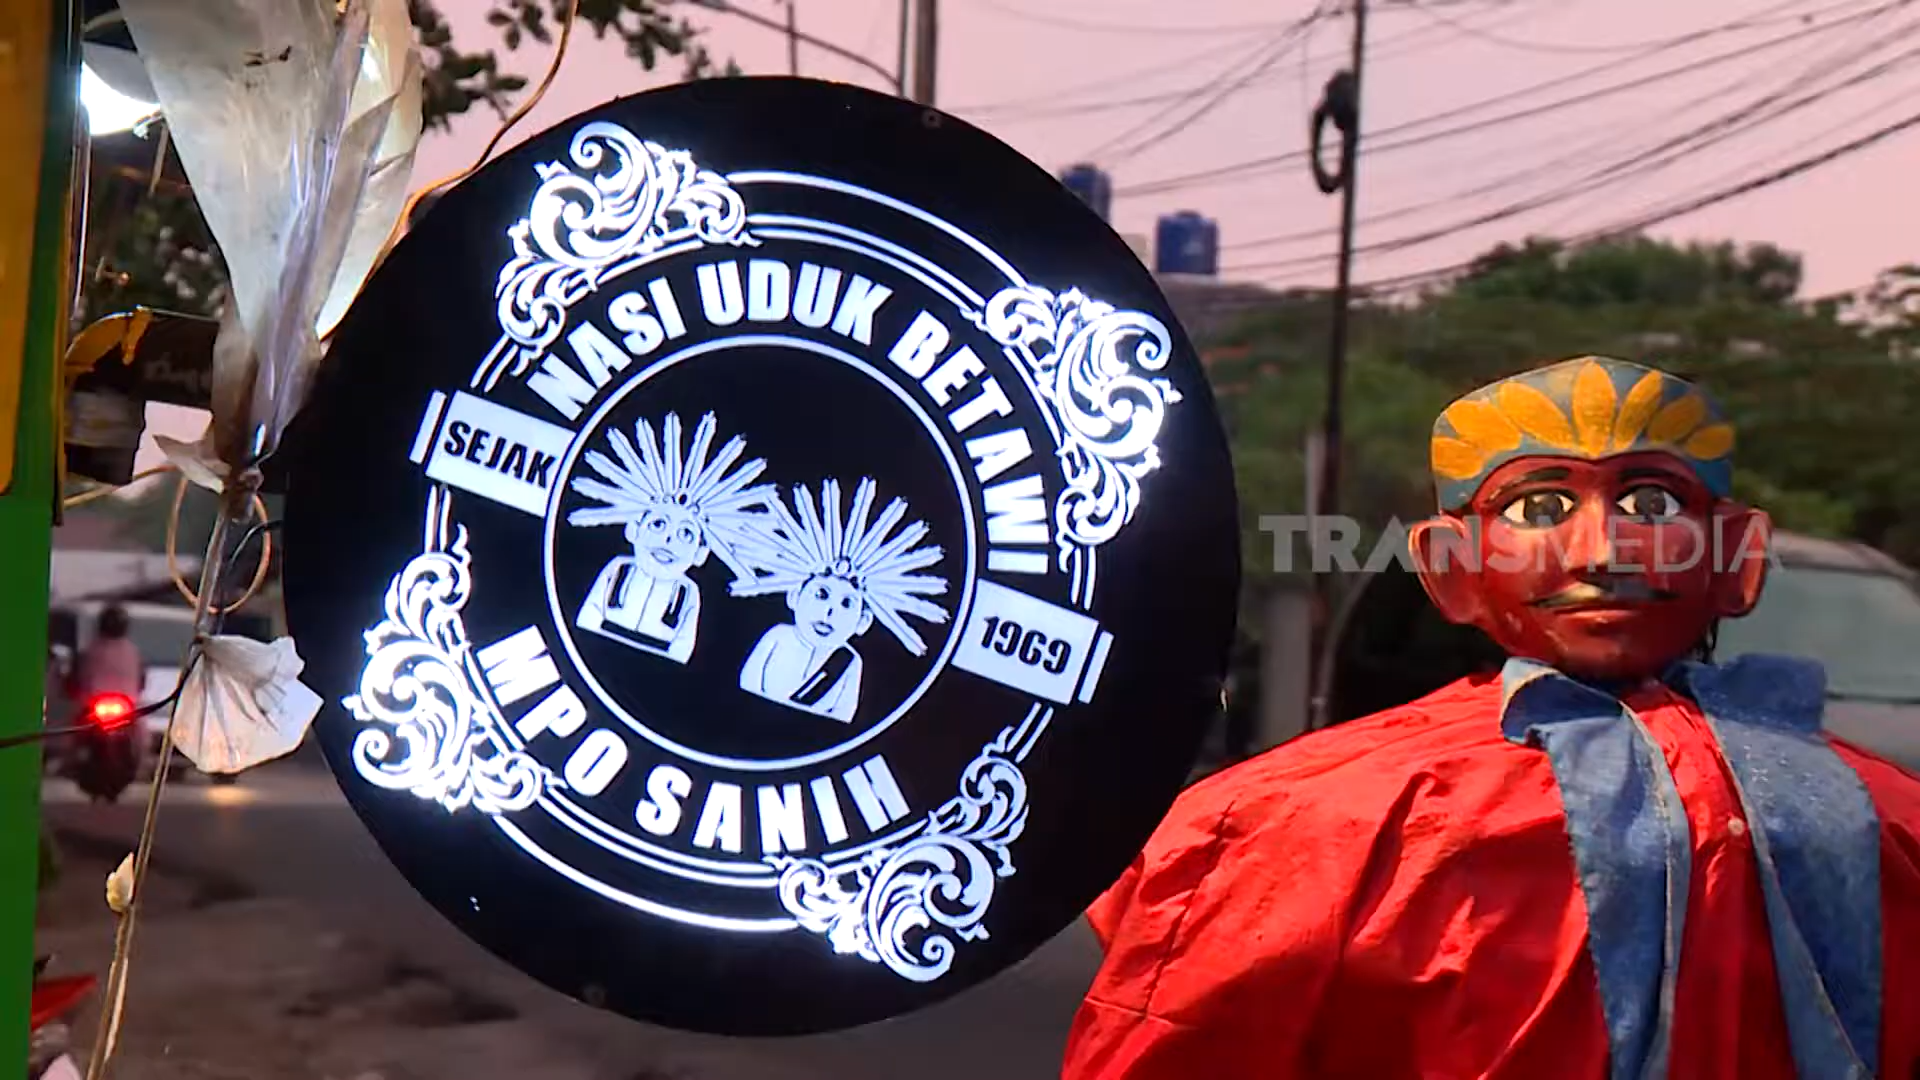 NASI UDUK BETAWI
SEJAK
1969
MPO SANIH
TRANSMEDIA